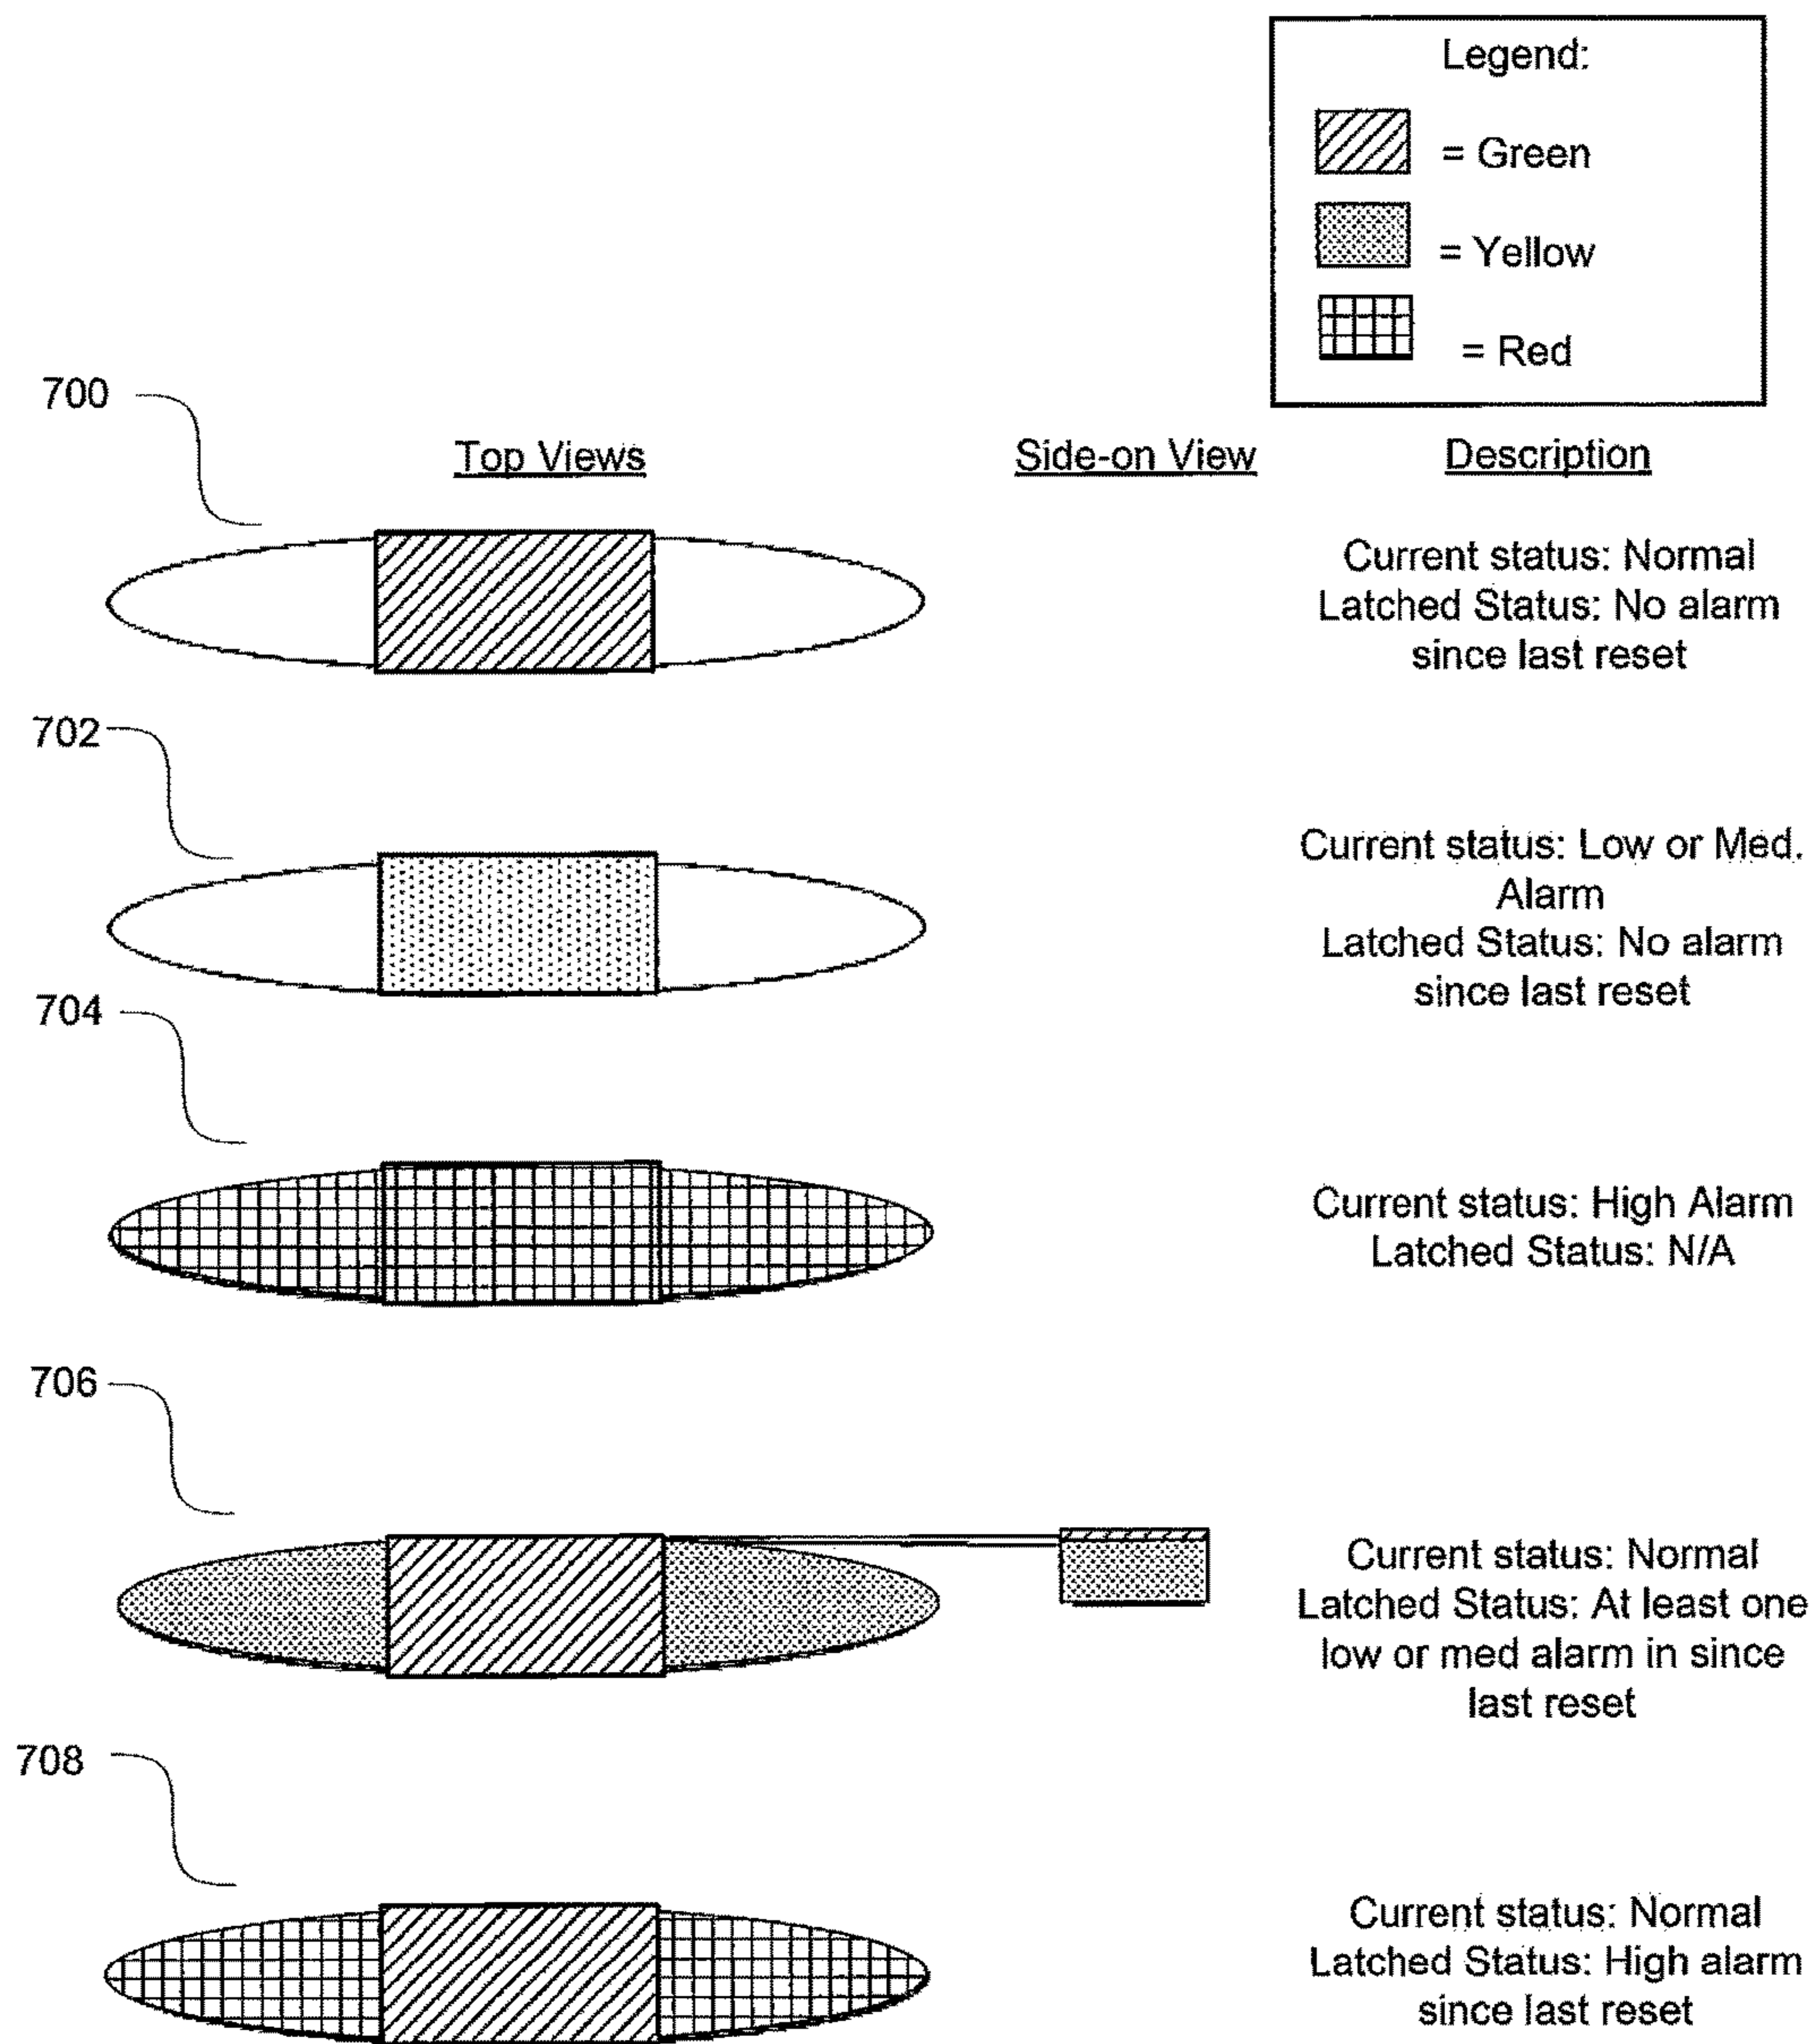 Legend:
= Green
= Yellow
= Red
700
Top Views
Side-on View
Description
Current status: Normal
Latched Status: No alarm
since last reset
702
Current status: Low or Med.
Alarm
Latched Status: No alarm
since last reset
704
Current status: High Alarm
Latched Status: N/A
706
Current status: Normal
Latched Status: At least one
low or med alarm in since
last reset
708
Current status: Normal
Latched Status: High alarm
since last reset